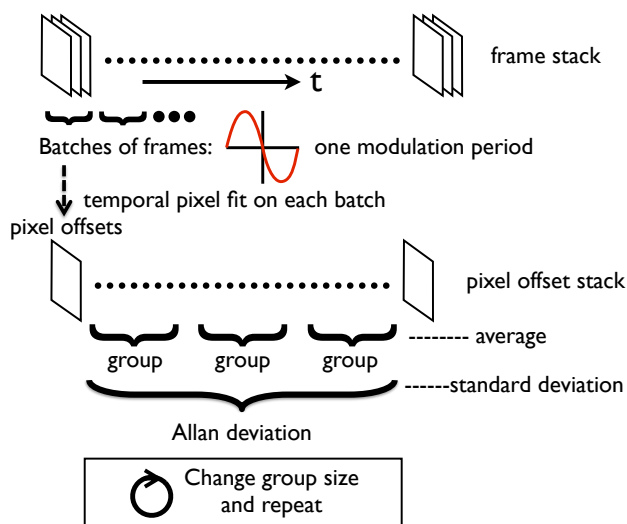 frame stack
t
Batches of frames: one modulation period
temporal pixel fit on each batch
pixel offsets
pixel offset stack
average
group group group
standard deviation
Allan deviation
Change group size
and repeat